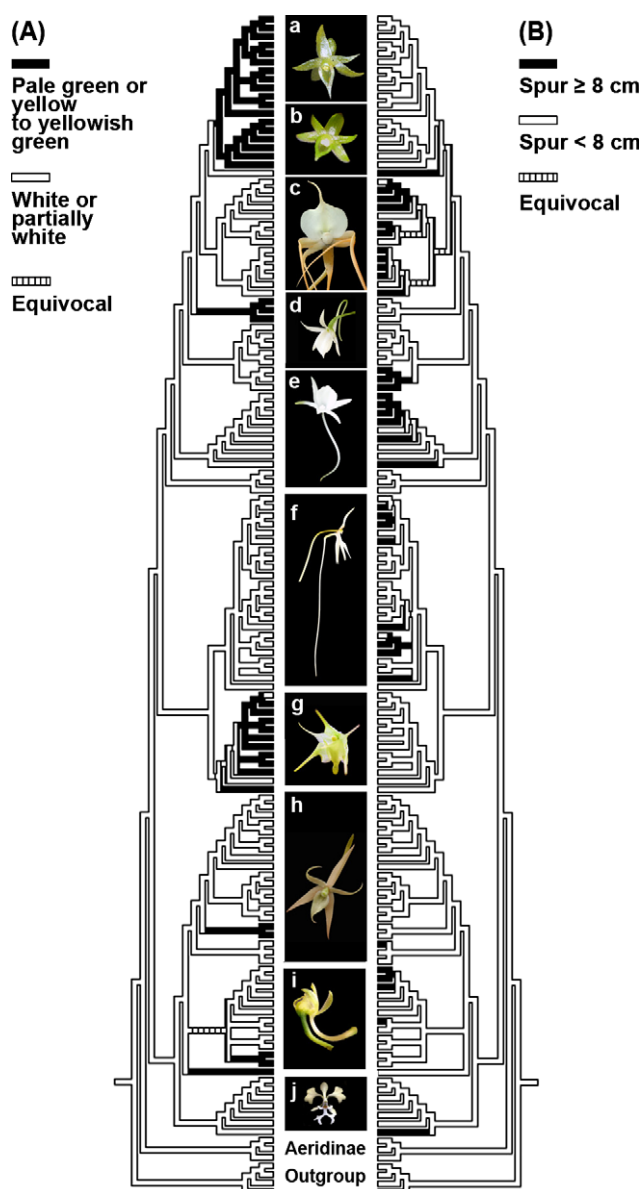 (A)
Pale green or
yellow
to yellowish
green
White or
partially
white
Equivocal
a
b
c
d
e
f
g
h
i
j
Aeridinae
Outgroup
(B)
Spur ≥ 8 cm
Spur < 8 cm
Equivocal